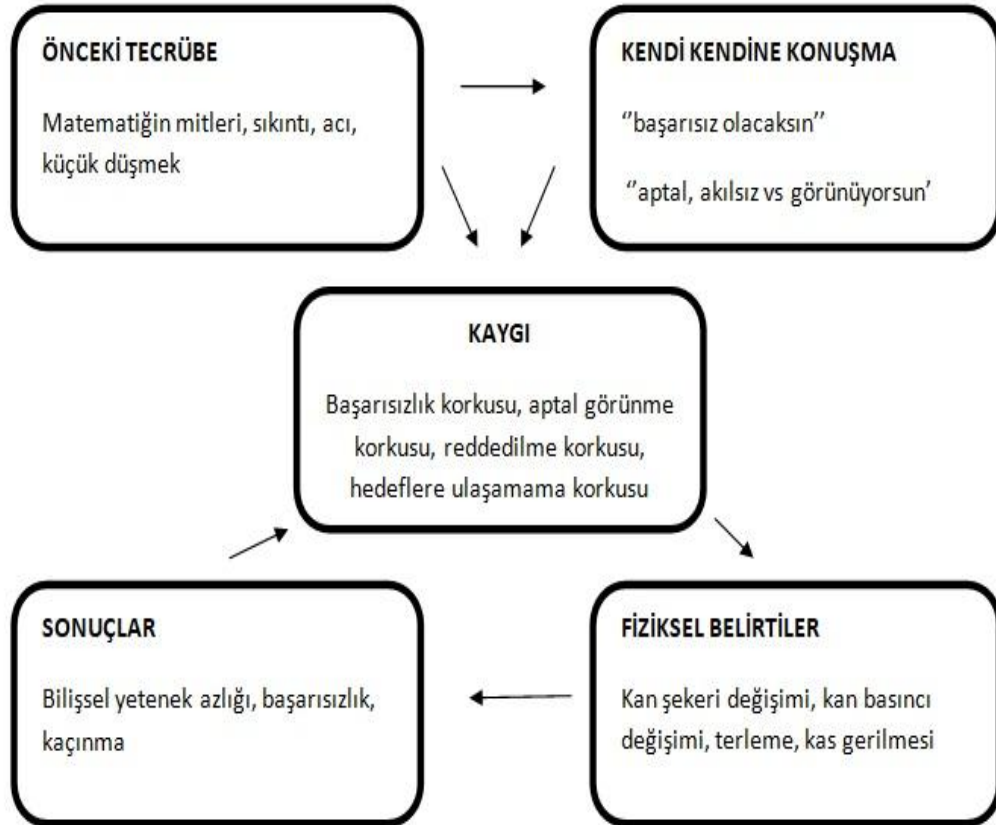 ÖNCEKİ TECRÜBE
Matematiğin mitleri, sıkıntı, acı,
küçük düşmek
KENDİ KENDİNE KONUŞMA
‘’başarısız olacaksın’’
‘’aptal, akılsız vs görünüyorsun’
KAYGI
Başarısızlık korkusu, aptal görünme
korkusu, reddedilme korkusu,
hedeflere ulaşamama korkusu
SONUÇLAR
Bilişsel yetenek azlığı, başarısızlık,
kaçınma
FİZİKSEL BELİRTİLER
Kan şekeri değişimi, kan basıncı
değişimi, terleme, kas gerilmesi